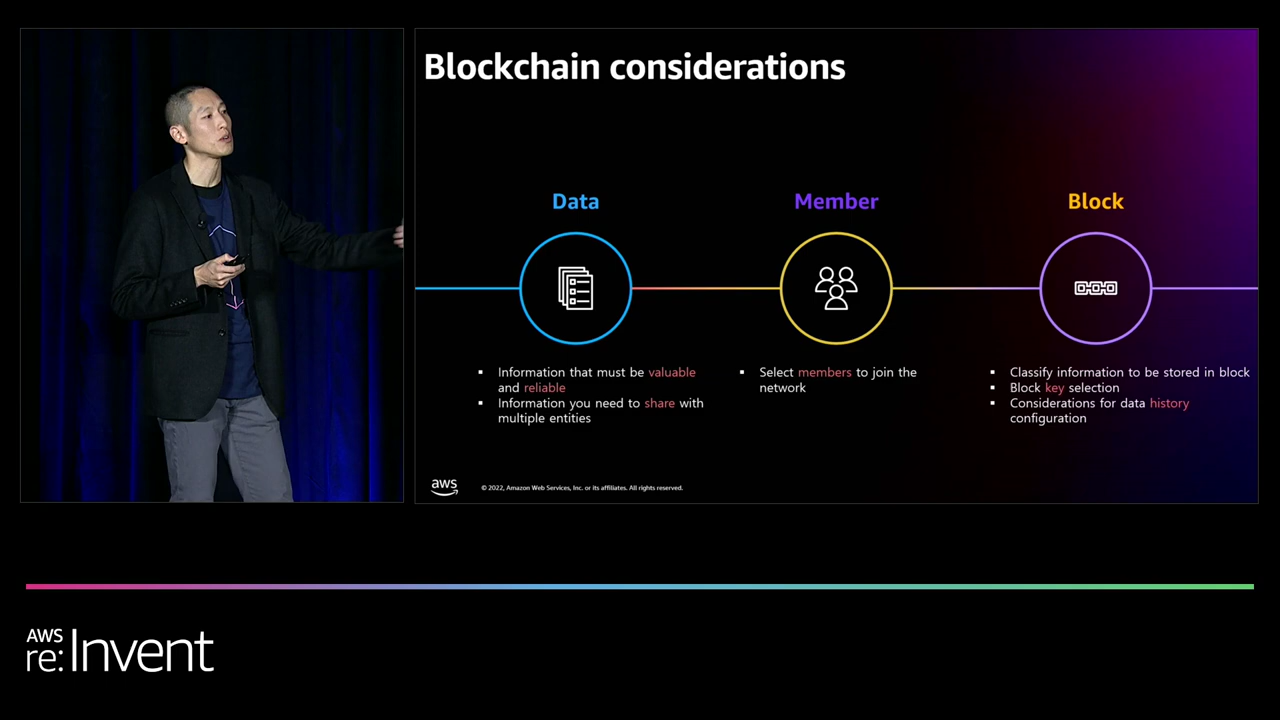 Blockchain considerations
Data
Member
Block
▪ Information that must be valuable
and reliable
▪ Information you need to share with
multiple entities
▪ Select members to join the
network
▪ Classify information to be stored in block
▪ Block key selection
▪ Considerations for data history
configuration
aws
© 2022, Amazon Web Services, Inc. or its affiliates. All rights reserved.
AWS
re:Invent